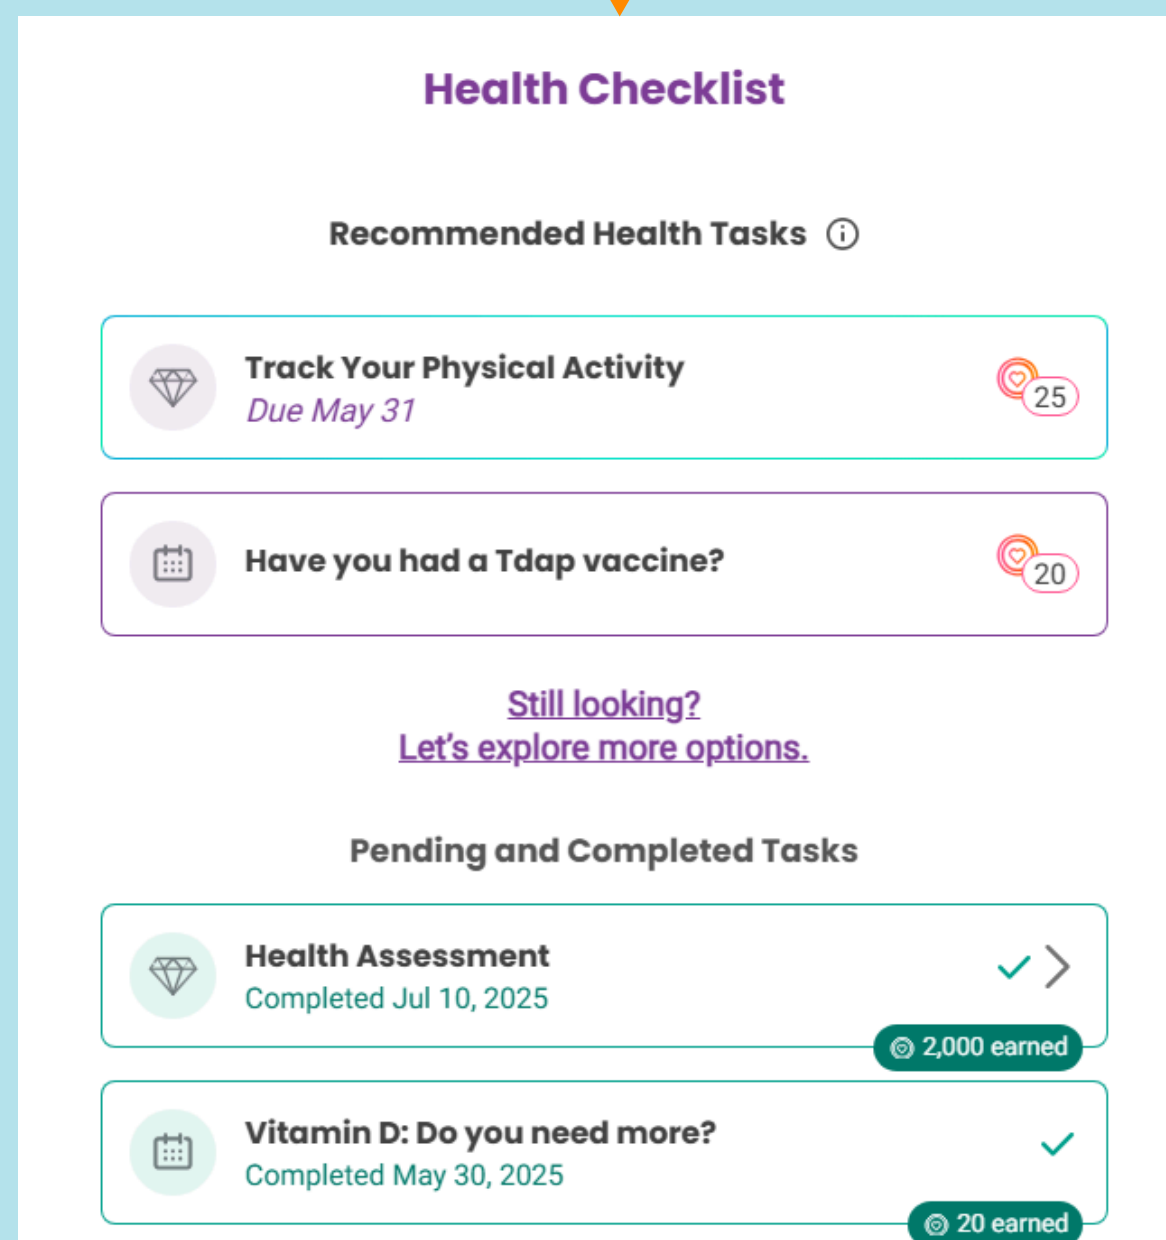 Health Checklist
Recommended Health Tasks
Track Your Physical Activity
Due May 31
25
Have you had a Tdap vaccine?
20
Still looking?
Let's explore more options.
Pending and Completed Tasks
Health Assessment
Completed Jul 10, 2025
2,000 earned
Vitamin D: Do you need more?
Completed May 30, 2025
20 earned